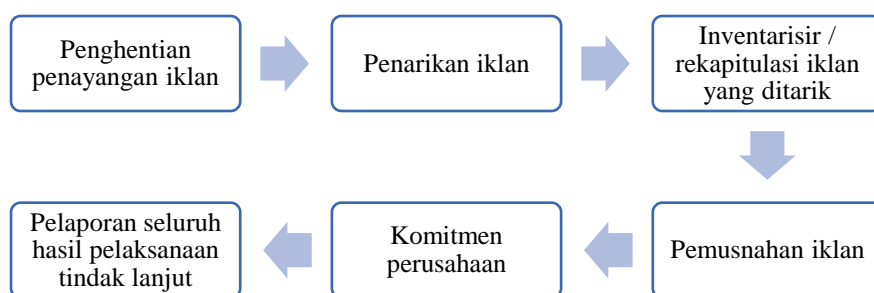 Penghentian
penayangan iklan
Penarikan iklan
Inventarisir /
rekapitulasi iklan
yang ditarik
Pemusnahan iklan
Komitmen
perusahaan
Pelaporan seluruh
hasil pelaksanaan
tindak lanjut